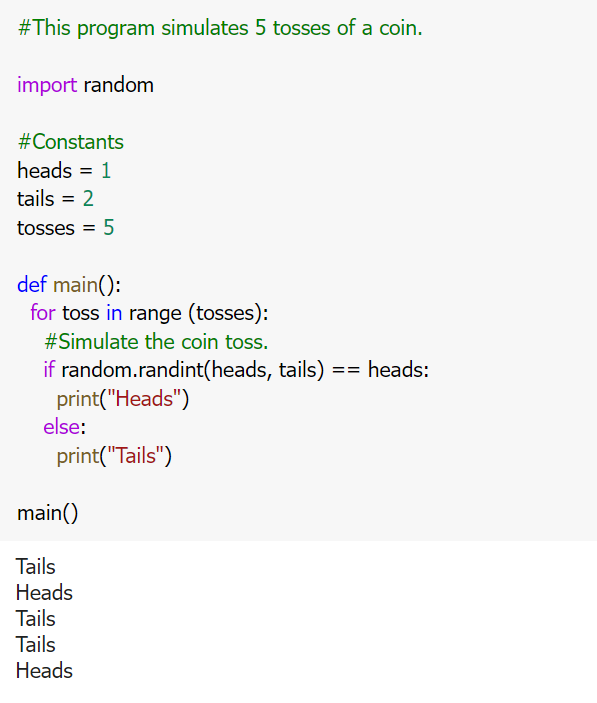 #This program simulates 5 tosses of a coin.
import random
#Constants
heads = 1
tails = 2
tosses = 5
def main():
for toss in range (tosses):
#Simulate the coin toss.
if random.randint(heads, tails) == heads:
print("Heads")
else:
print("Tails")
main()
Tails
Heads
Tails
Tails
Heads